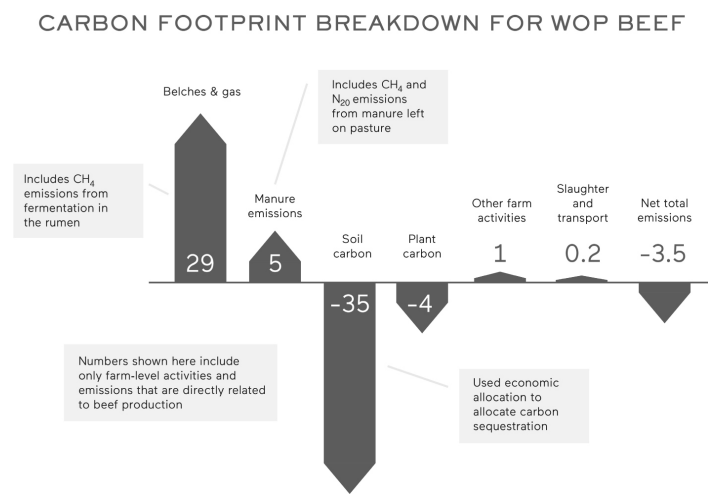 CARBON FOOTPRINT BREAKDOWN FOR WOP BEEF
Belches & gas
Includes CH4 and
N20 emissions
from manure left
on pasture
Includes CH4
emissions from
fermentation in
the rumen
Manure
emissions
Soil
carbon
Plant
carbon
Other farm
activities
Slaughter
and
transport
Net total
emissions
29
5
-35
-4
1
0.2
-3.5
Numbers shown here include
only farm-level activities and
emissions that are directly related
to beef production
Used economic
allocation to
allocate carbon
sequestration